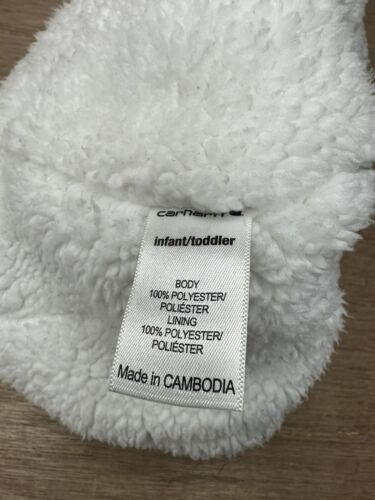 carhartt
infant/toddler
BODY
100% POLYESTER/
POLIÉSTER
LINING
100% POLYESTER/
POLIÉSTER
Made in CAMBODIA